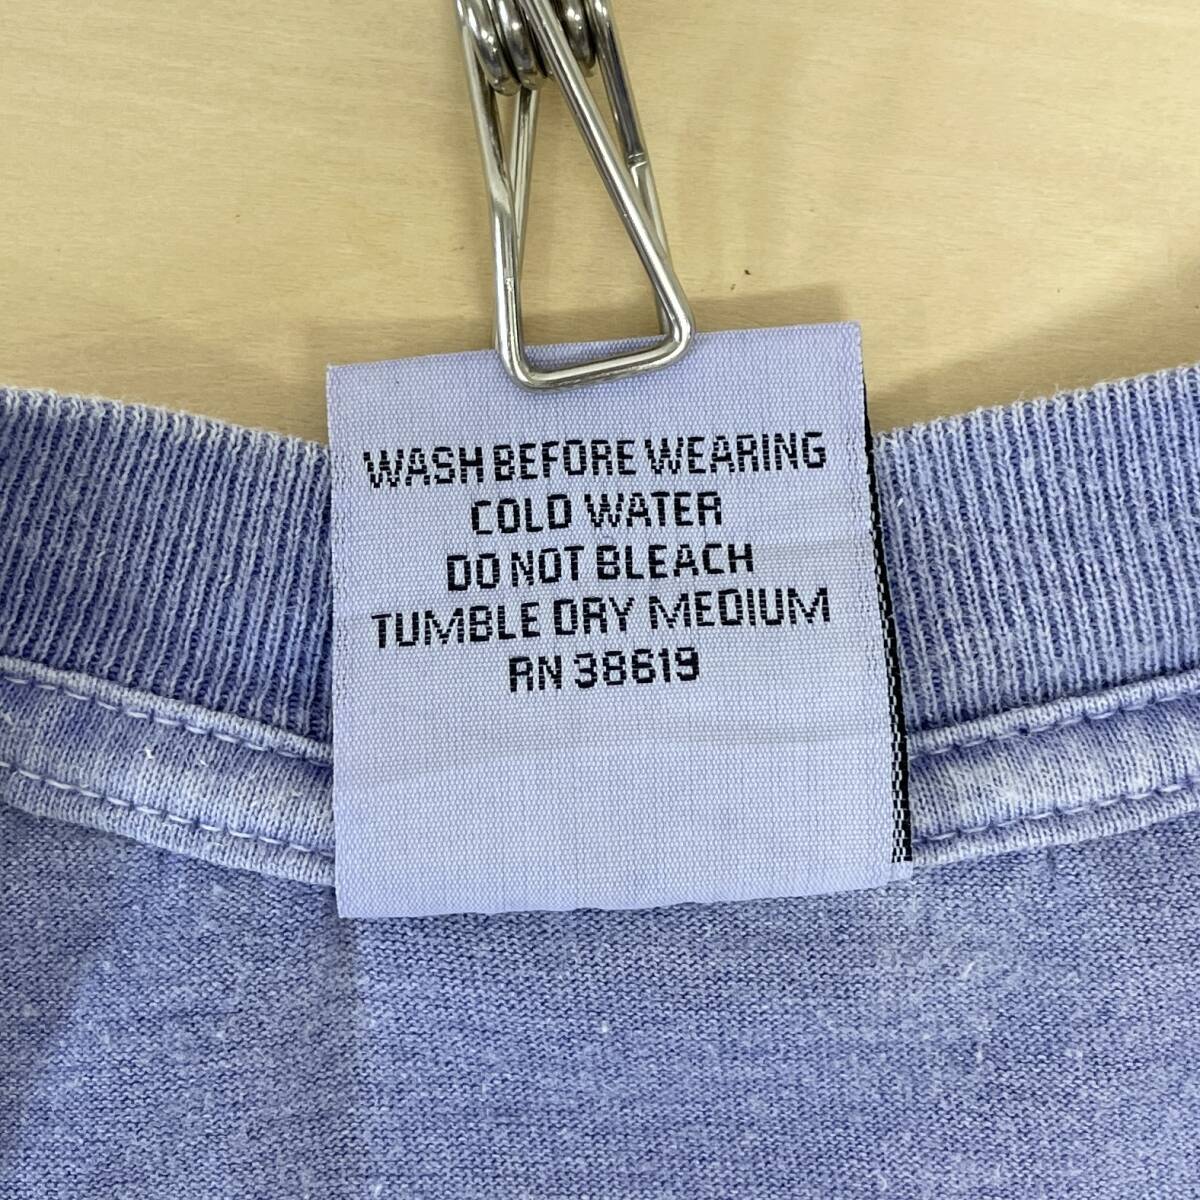 WASH BEFORE WEARING
COLD WATER
DO NOT BLEACH
TUMBLE DRY MEDIUM
RN 38619